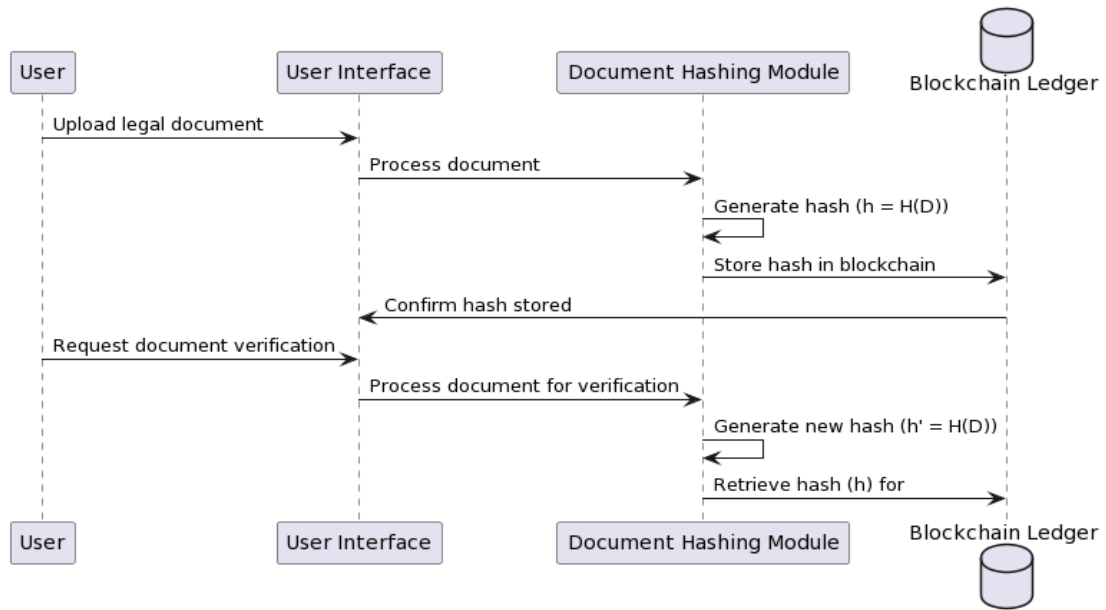 Blockchain Ledger
User
User Interface
Document Hashing Module
Upload legal document
Process document
Generate hash (h = H(D))
Store hash in blockchain
Confirm hash stored
Request document verification
Process document for verification
Generate new hash (h' = H(D))
Retrieve hash (h) for
User
User Interface
Document Hashing Module
Blockchain Ledger